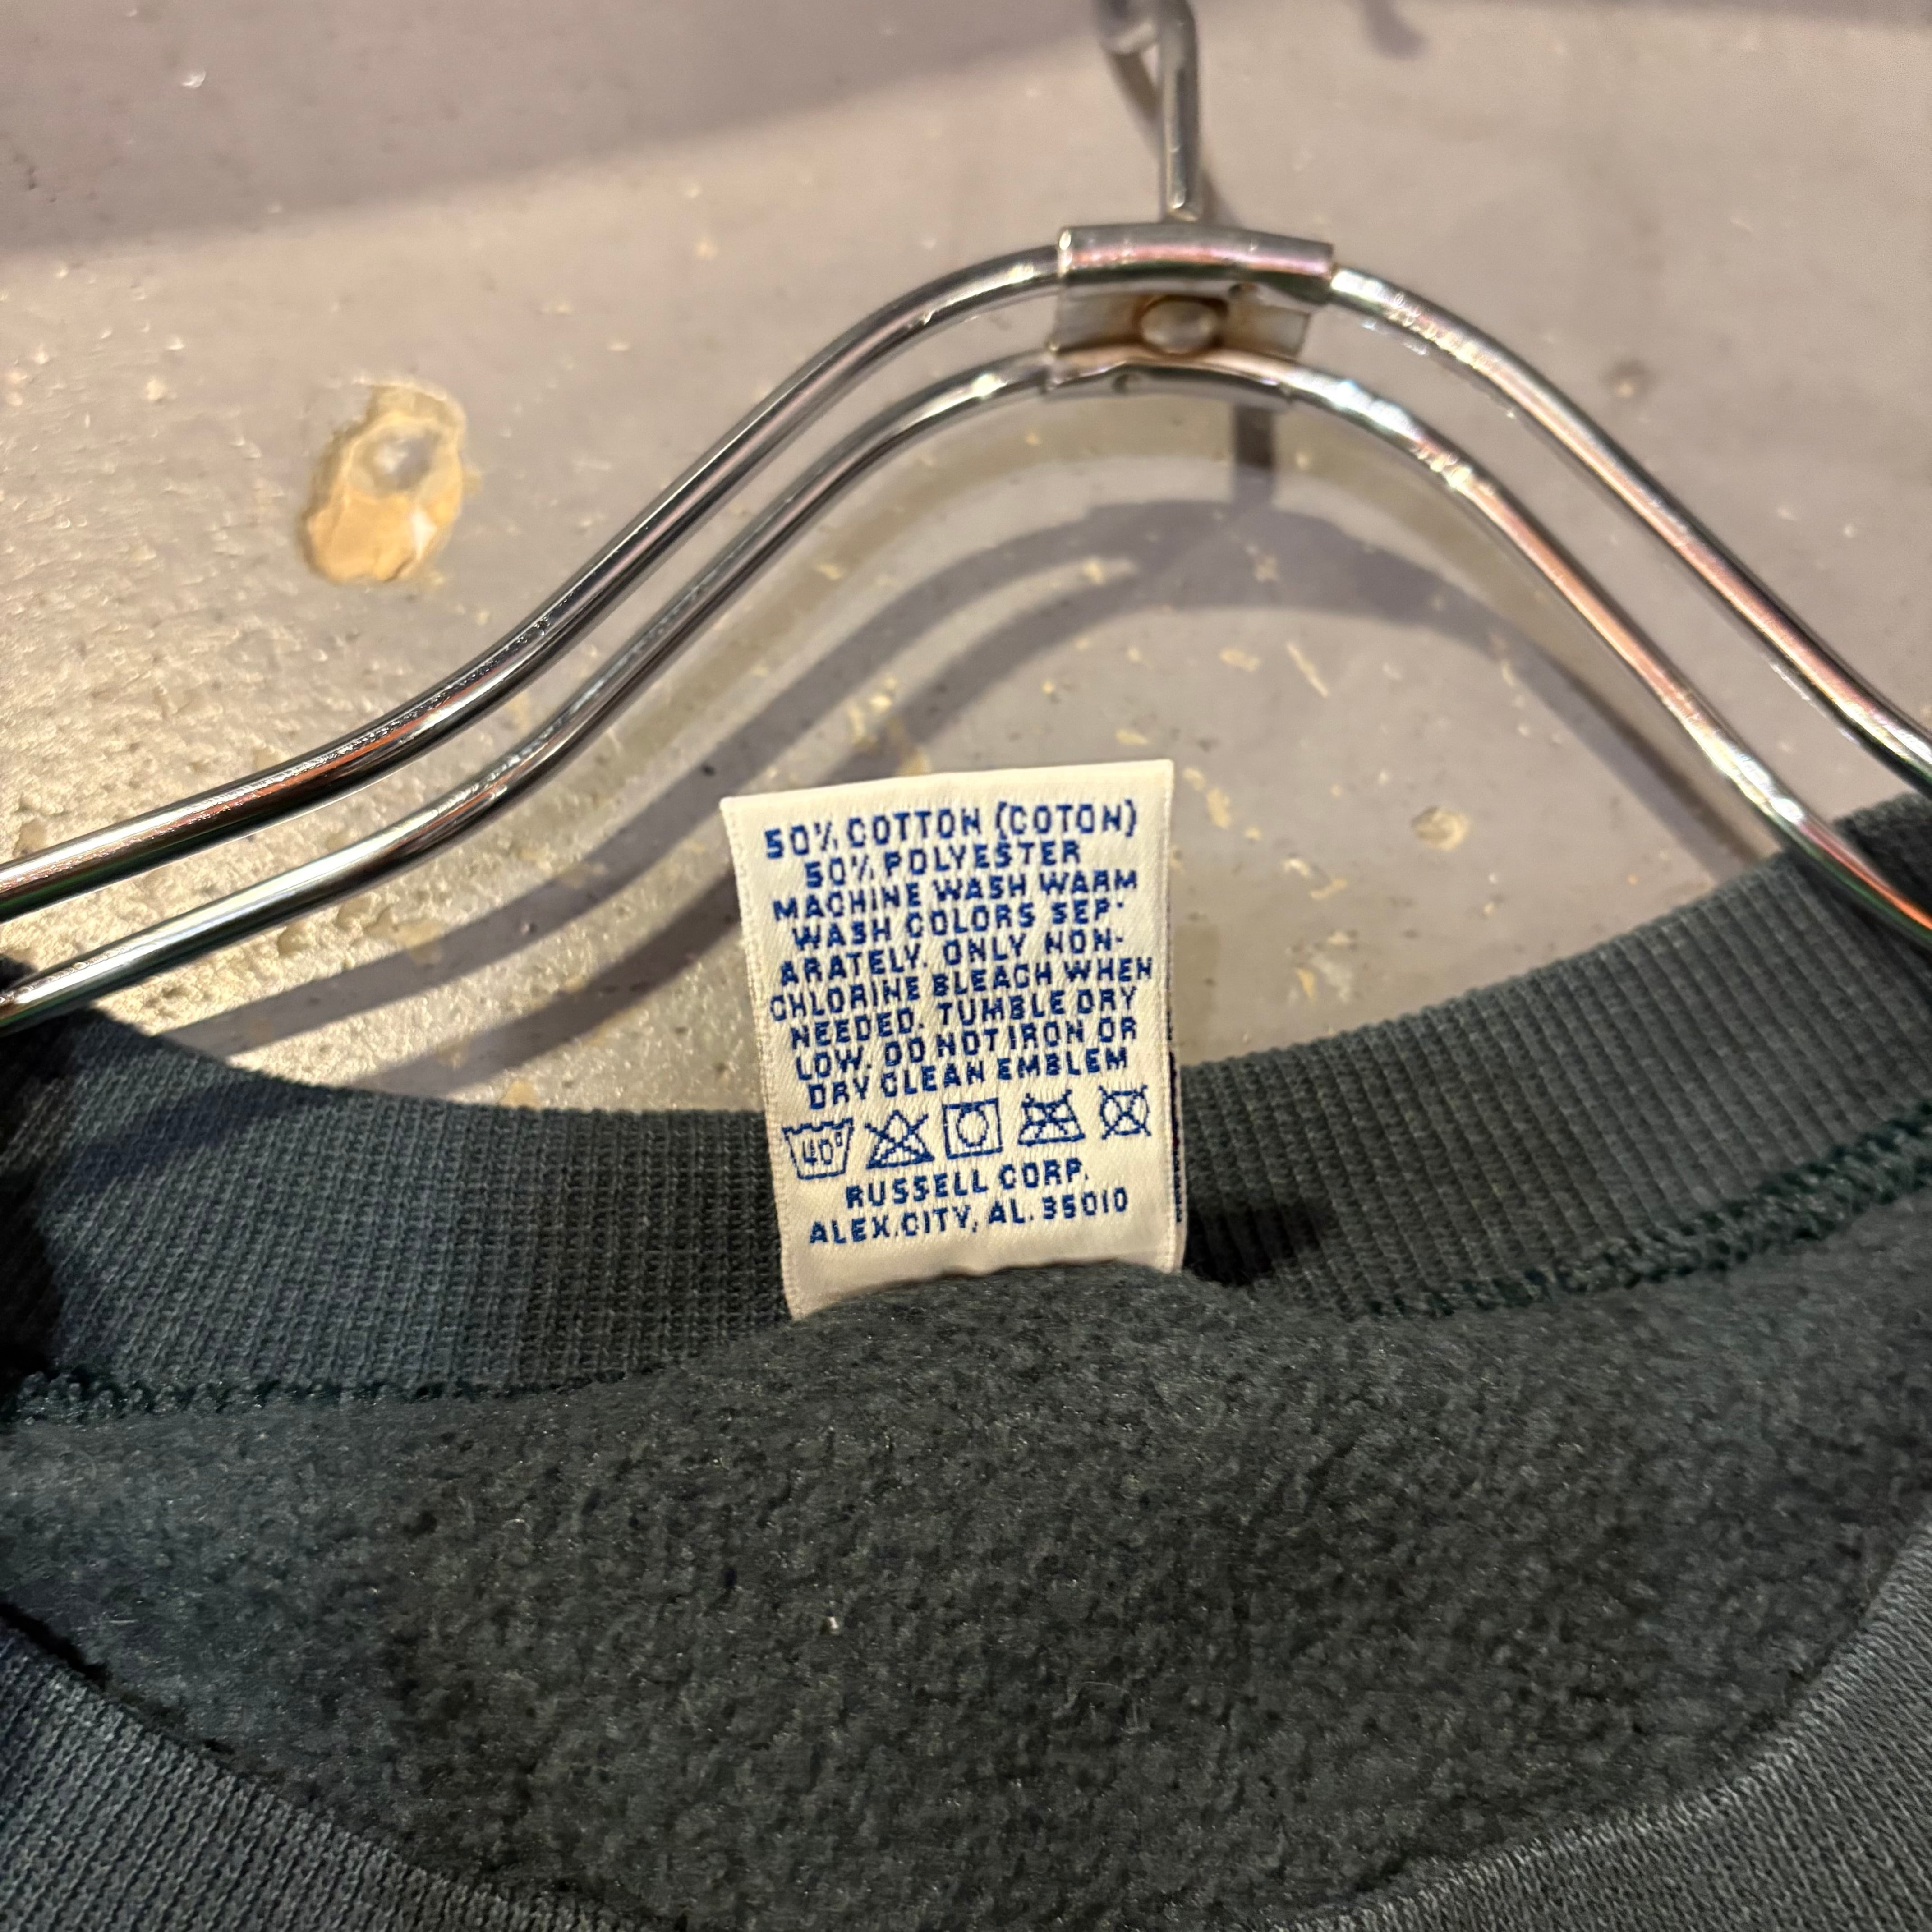 50% COTTON (COTON)
50% POLYESTER
MACHINE WASH WARM
WASH COLORS SEP-
ARATELY. ONLY NON-
CHLORINE BLEACH WHEN
NEEDED. TUMBLE DRY
LOW. DO NOT IRON OR
DRY CLEAN EMBLEM
40°
RUSSELL CORP.
ALEX.CITY, AL. 35010